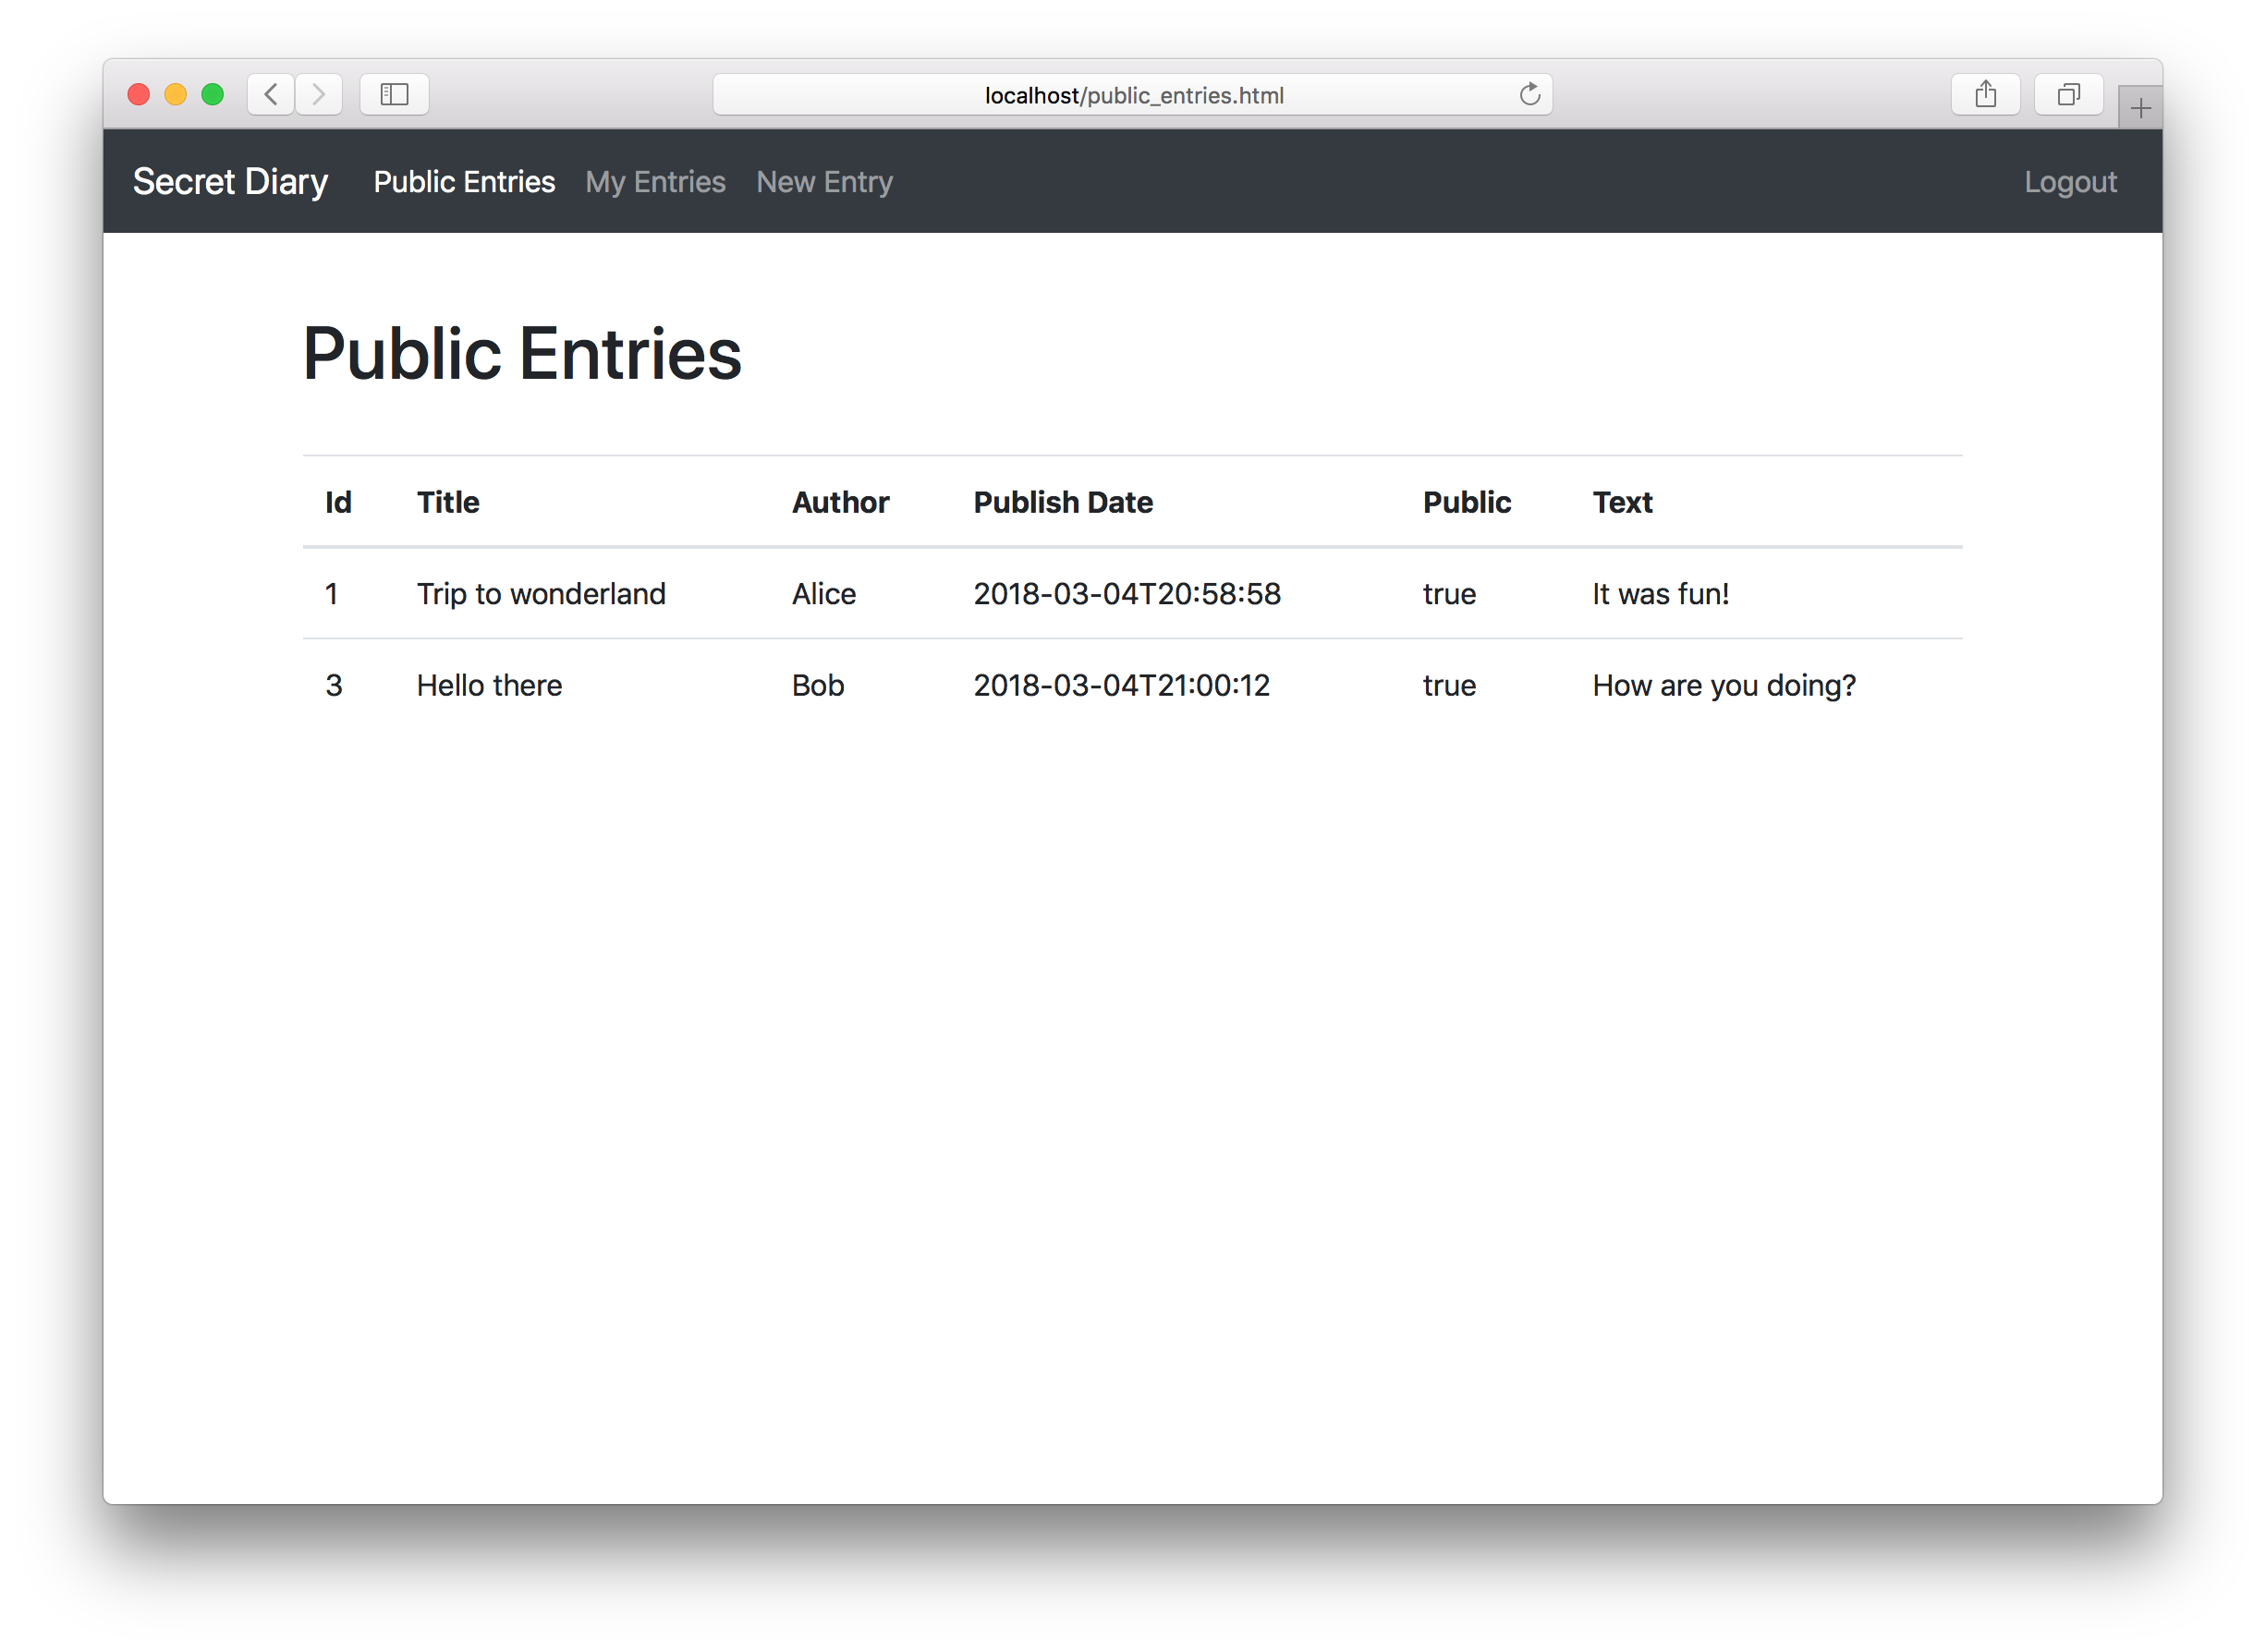 localhost/public_entries.html
Secret Diary Public Entries My Entries New Entry Logout
Public Entries
Id Title Author Publish Date Public Text
1 Trip to wonderland Alice 2018-03-04T20:58:58 true It was fun!
3 Hello there Bob 2018-03-04T21:00:12 true How are you doing?